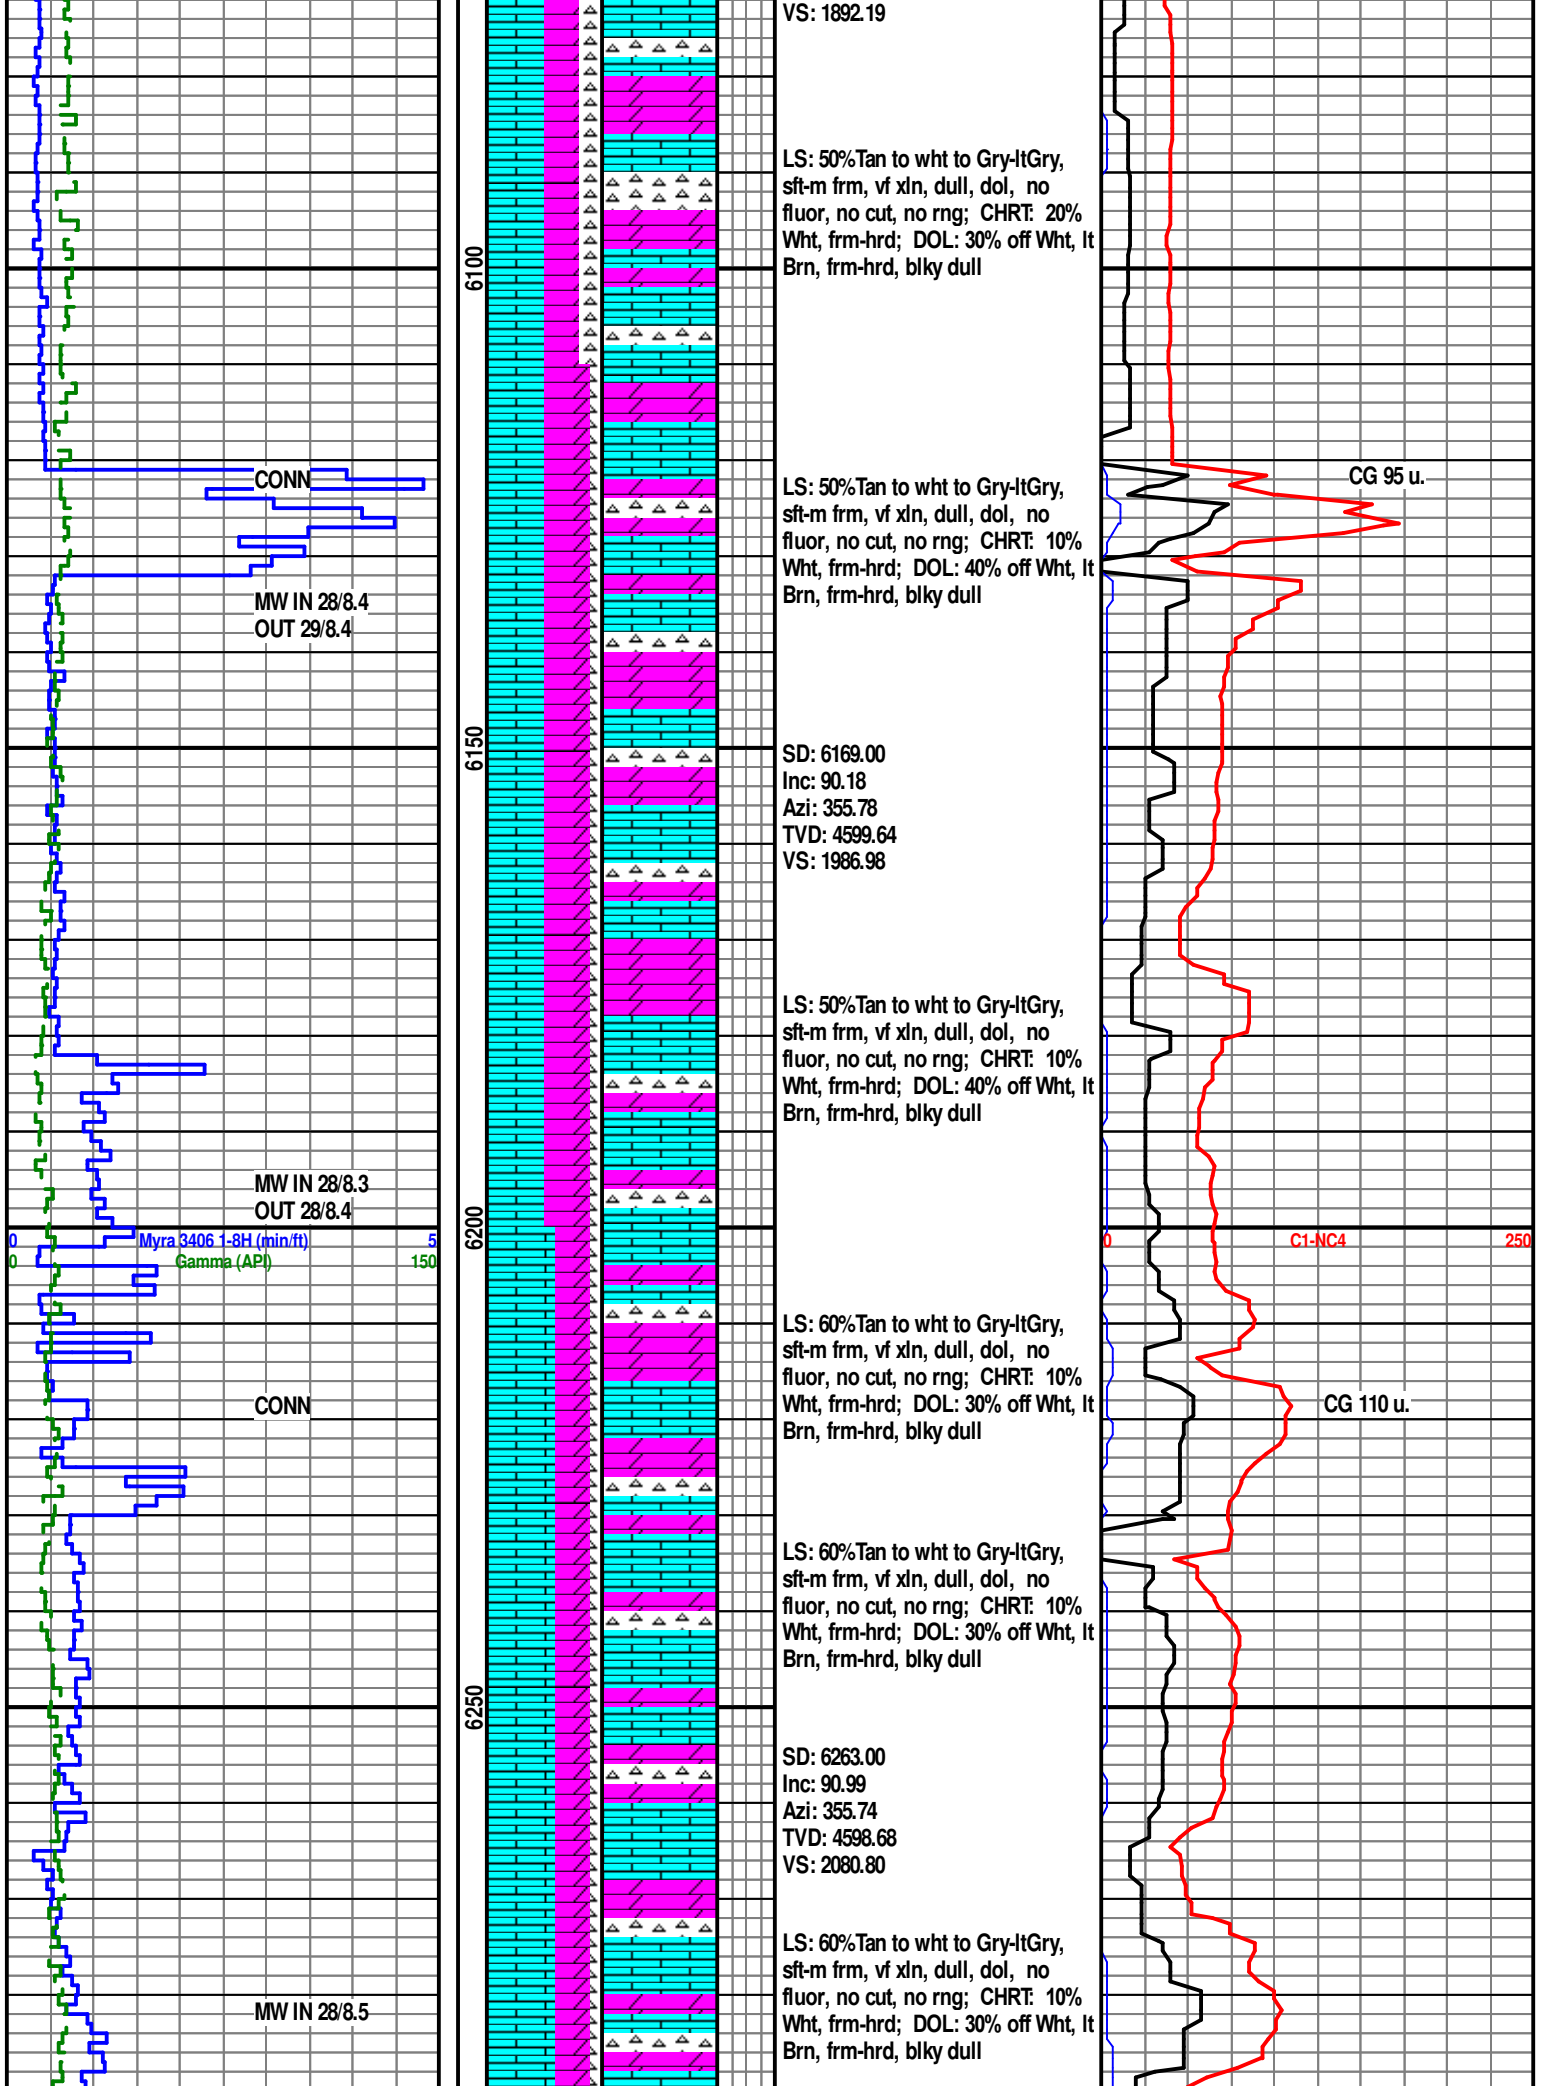 VS: 1892.19
LS: 50%Tan to wht to Gry-ltGry,
sft-m frm, vf xln, dull, dol, no
fluor, no cut, no rng; CHRT: 20%
Wht, frm-hrd; DOL: 30% off Wht, lt
Brn, frm-hrd, blky dull
6100
CONN
CG 95 u.
LS: 50%Tan to wht to Gry-ltGry,
sft-m frm, vf xln, dull, dol, no
fluor, no cut, no rng; CHRT: 10%
Wht, frm-hrd; DOL: 40% off Wht, lt
Brn, frm-hrd, blky dull
MW IN 28/8.4
OUT 29/8.4
6150
SD: 6169.00
Inc: 90.18
Azi: 355.78
TVD: 4599.64
VS: 1986.98
LS: 50%Tan to wht to Gry-ltGry,
sft-m frm, vf xln, dull, dol, no
fluor, no cut, no rng; CHRT: 10%
Wht, frm-hrd; DOL: 40% off Wht, lt
Brn, frm-hrd, blky dull
MW IN 28/8.3
OUT 28/8.4
6200
0 Myra 3406 1-8H (min/ft) 5
0 Gamma (API) 150
0 C1-NC4 250
LS: 60%Tan to wht to Gry-ltGry,
sft-m frm, vf xln, dull, dol, no
fluor, no cut, no rng; CHRT: 10%
Wht, frm-hrd; DOL: 30% off Wht, lt
Brn, frm-hrd, blky dull
CONN
CG 110 u.
LS: 60%Tan to wht to Gry-ltGry,
sft-m frm, vf xln, dull, dol, no
fluor, no cut, no rng; CHRT: 10%
Wht, frm-hrd; DOL: 30% off Wht, lt
Brn, frm-hrd, blky dull
6250
SD: 6263.00
Inc: 90.99
Azi: 355.74
TVD: 4598.68
VS: 2080.80
LS: 60%Tan to wht to Gry-ltGry,
sft-m frm, vf xln, dull, dol, no
fluor, no cut, no rng; CHRT: 10%
Wht, frm-hrd; DOL: 30% off Wht, lt
Brn, frm-hrd, blky dull
MW IN 28/8.5